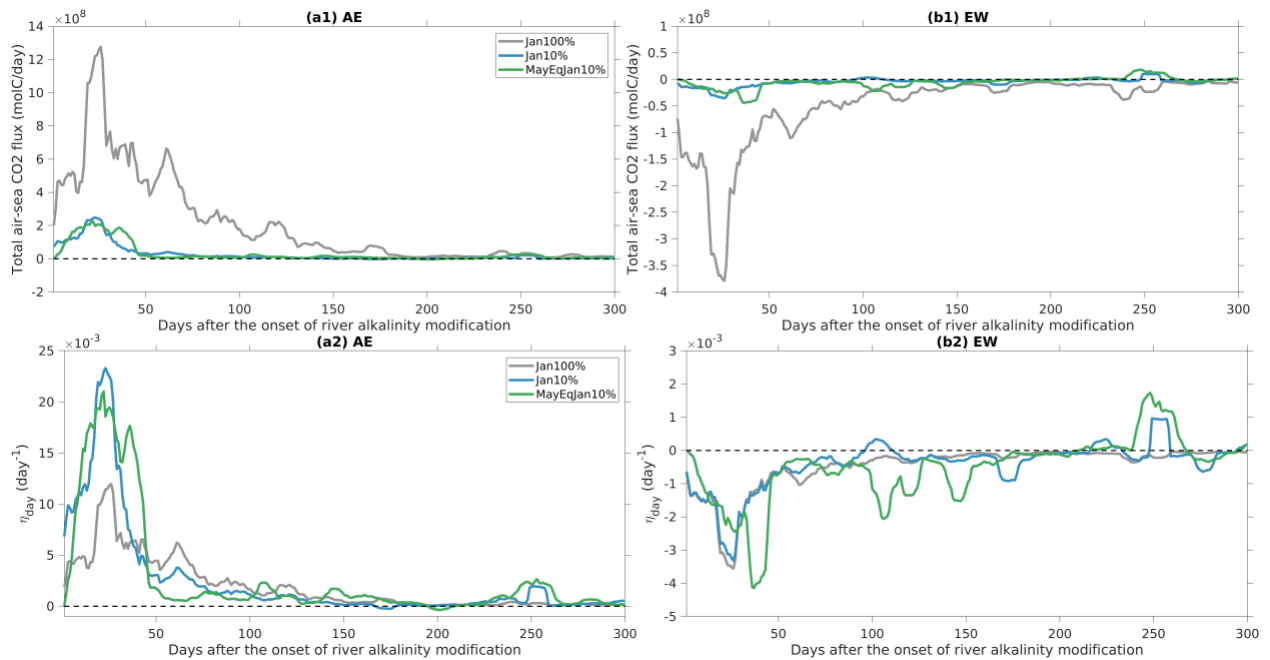 (a1) AE
×10⁸
Total air-sea CO2 flux (molC/day)
14
12
10
8
6
4
2
0
-2
Jan100%
Jan10%
MayEqJan10%
50 100 150 200 250 300
Days after the onset of river alkalinity modification
(b1) EW
×10⁸
Total air-sea CO2 flux (molC/day)
1
0.5
0
-0.5
-1
-1.5
-2
-2.5
-3
-3.5
-4
50 100 150 200 250 300
Days after the onset of river alkalinity modification
(a2) AE
×10⁻³
η_day (day⁻¹)
25
20
15
10
5
0
Jan100%
Jan10%
MayEqJan10%
50 100 150 200 250 300
Days after the onset of river alkalinity modification
(b2) EW
×10⁻³
η_day (day⁻¹)
3
2
1
0
-1
-2
-3
-4
-5
50 100 150 200 250 300
Days after the onset of river alkalinity modification